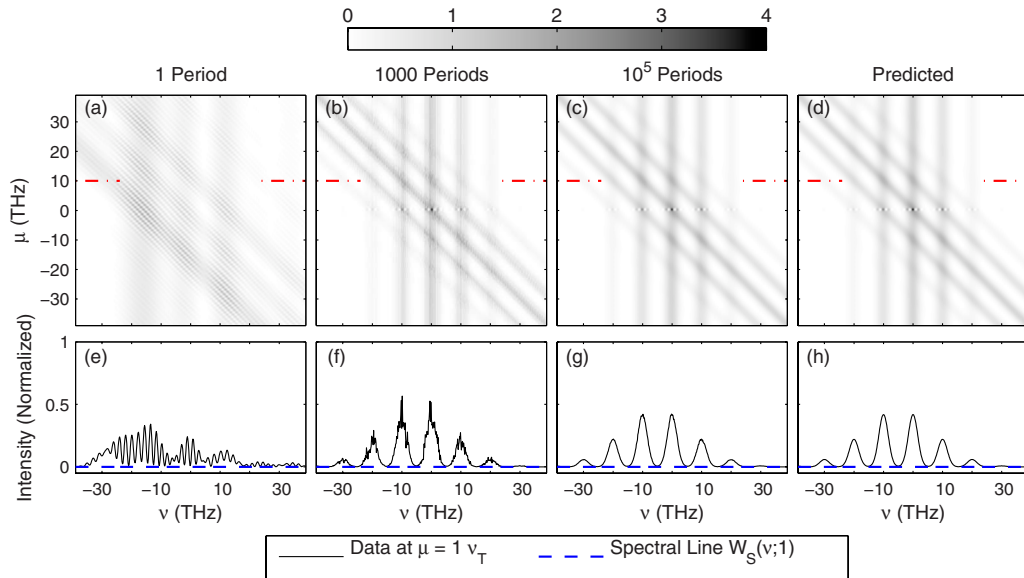 0 1 2 3 4
1 Period 1000 Periods 10⁵ Periods Predicted
(a) (b) (c) (d)
μ (THz)
30
20
10
0
−10
−20
−30
(e) (f) (g) (h)
Intensity (Normalized)
1
0.5
0
−30 −10 10 30 −30 −10 10 30 −30 −10 10 30 −30 −10 10 30
ν (THz) ν (THz) ν (THz) ν (THz)
Data at μ = 1 ν_T Spectral Line W_S(ν;1)